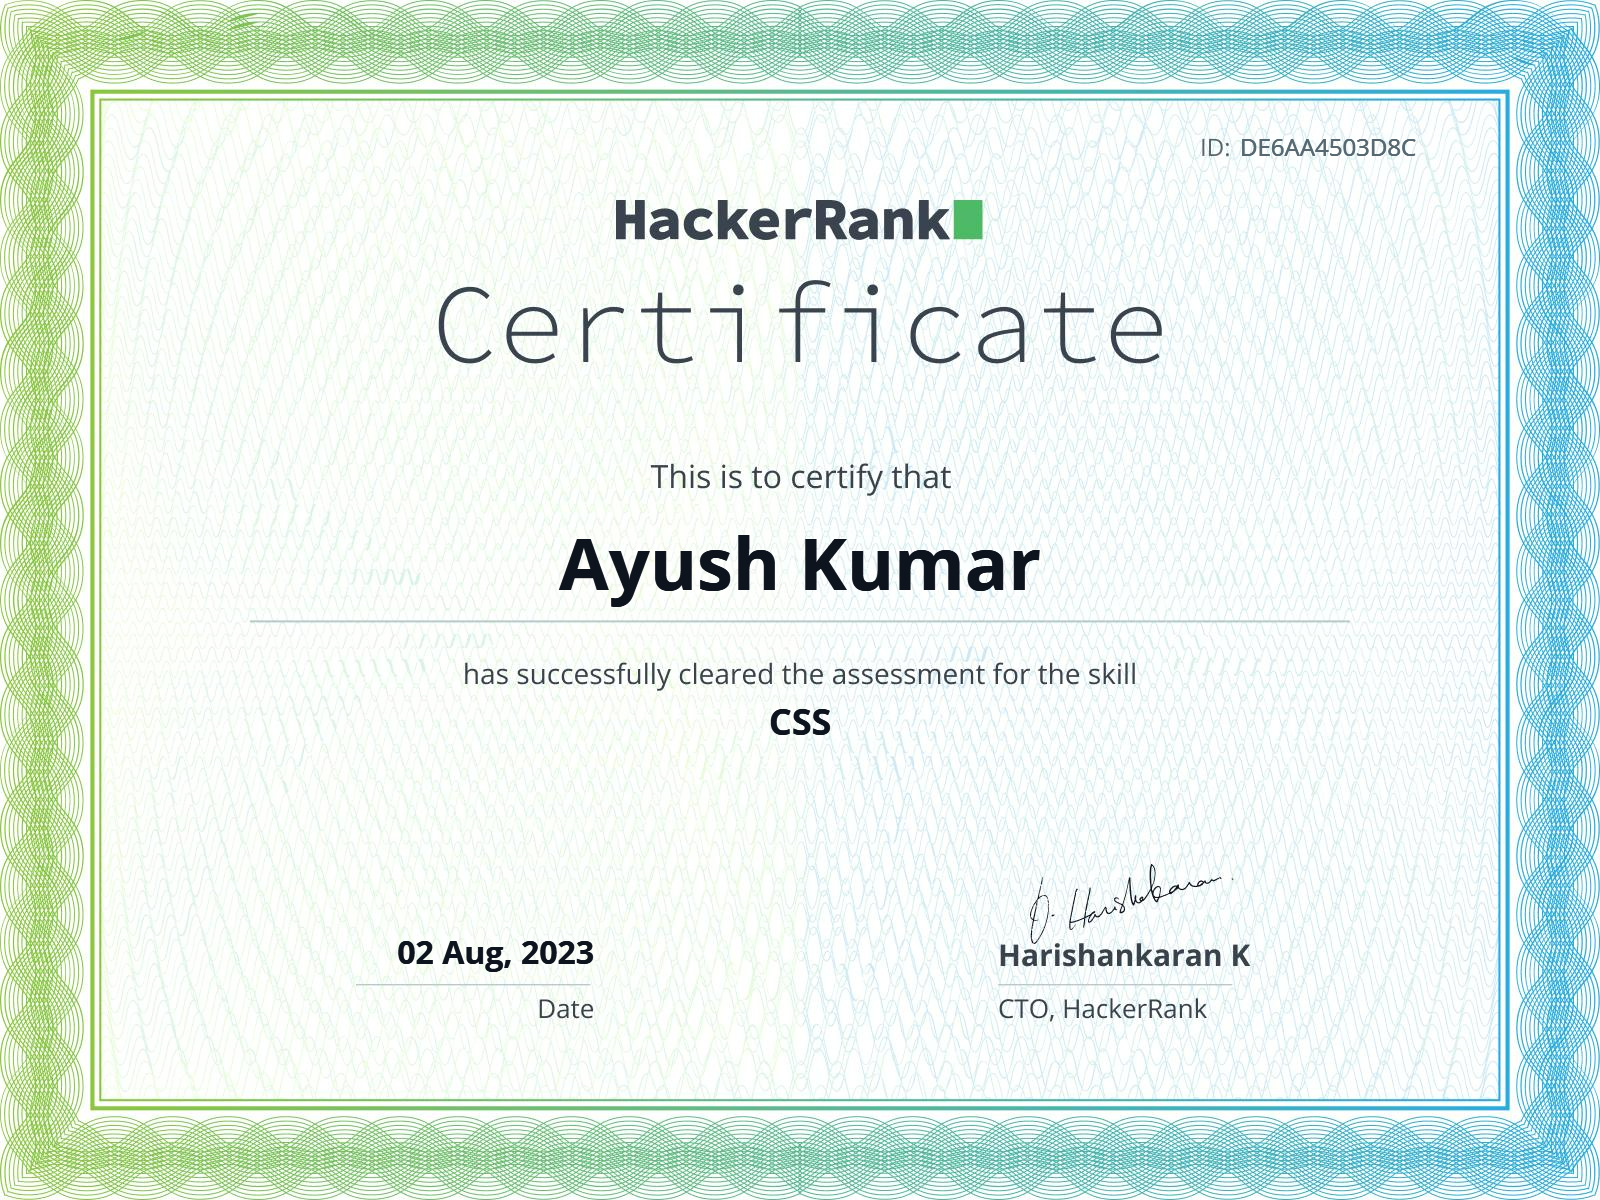 ID: DE6AA4503D8C
HackerRank
Certificate
This is to certify that
Ayush Kumar
has successfully cleared the assessment for the skill
CSS
J. Harishankaran
02 Aug, 2023
Harishankaran K
Date
CTO, HackerRank